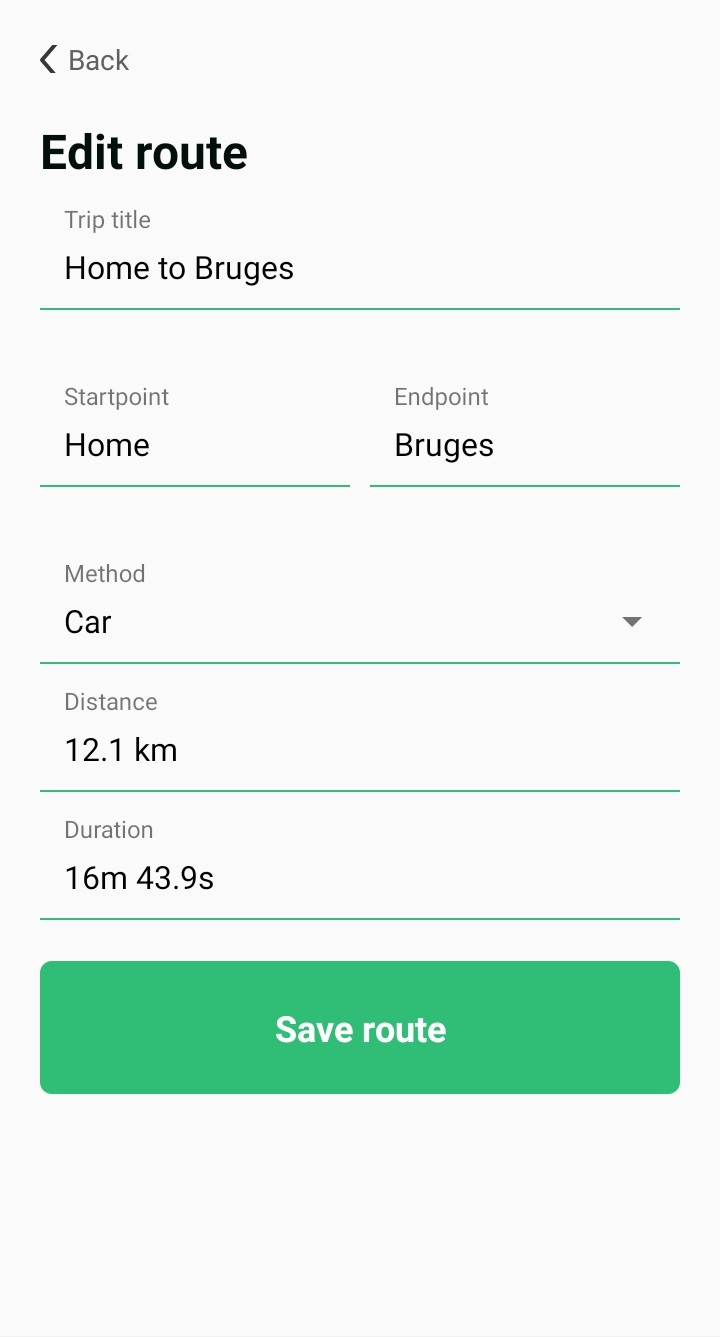 Back
Edit route
Trip title
Home to Bruges
Startpoint
Endpoint
Home
Bruges
Method
Car
Distance
12.1 km
Duration
16m 43.9s
Save route